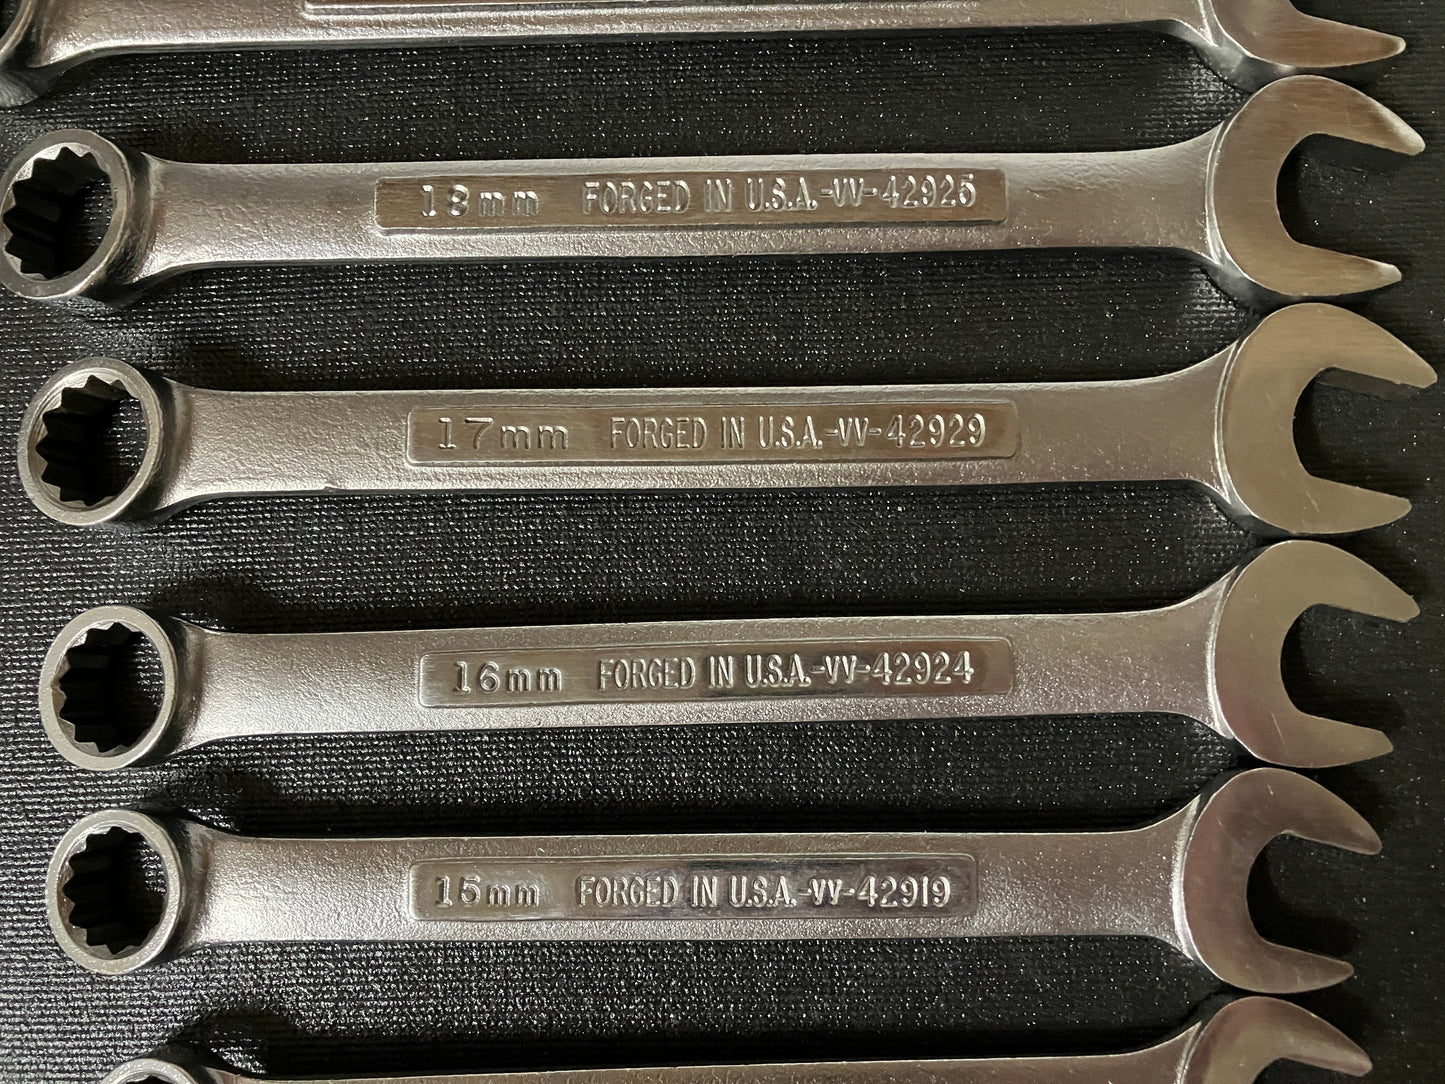 18mm FORGED IN U.S.A.-VV-42925
17mm FORGED IN U.S.A.-VV-42929
16mm FORGED IN U.S.A.-VV-42924
15mm FORGED IN U.S.A.-VV-42919